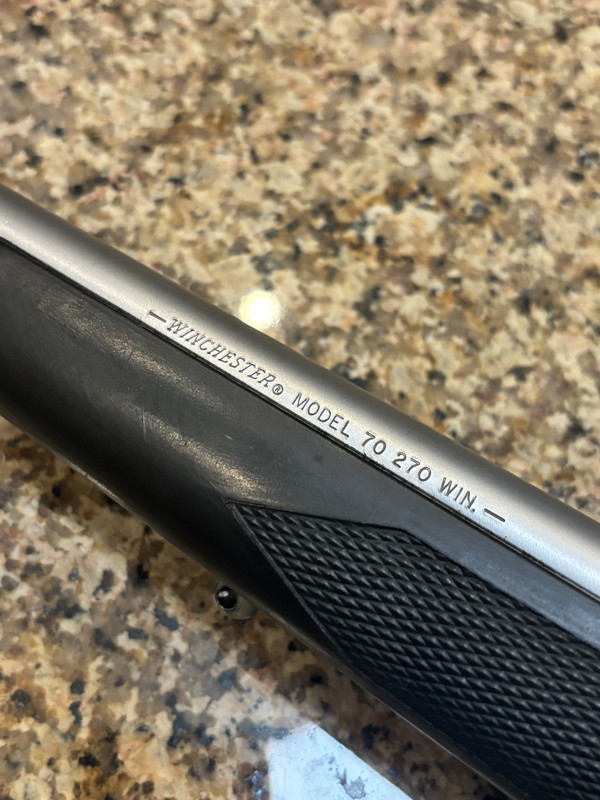 — WINCHESTER® MODEL 70 270 WIN. —